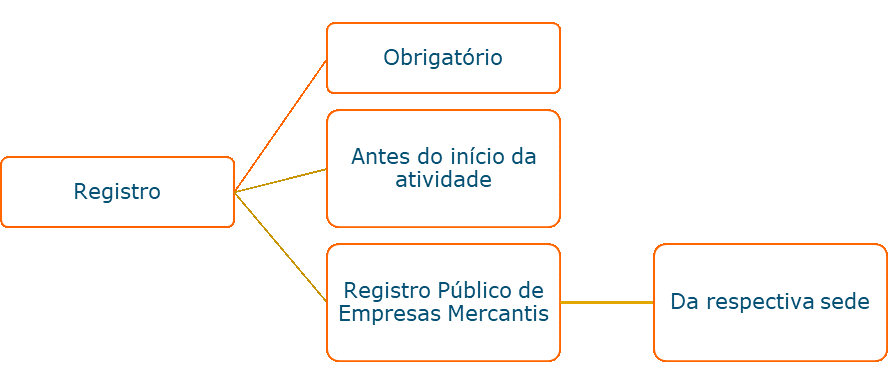 Obrigatório
Antes do início da
atividade
Registro
Registro Público de
Empresas Mercantis
Da respectiva sede